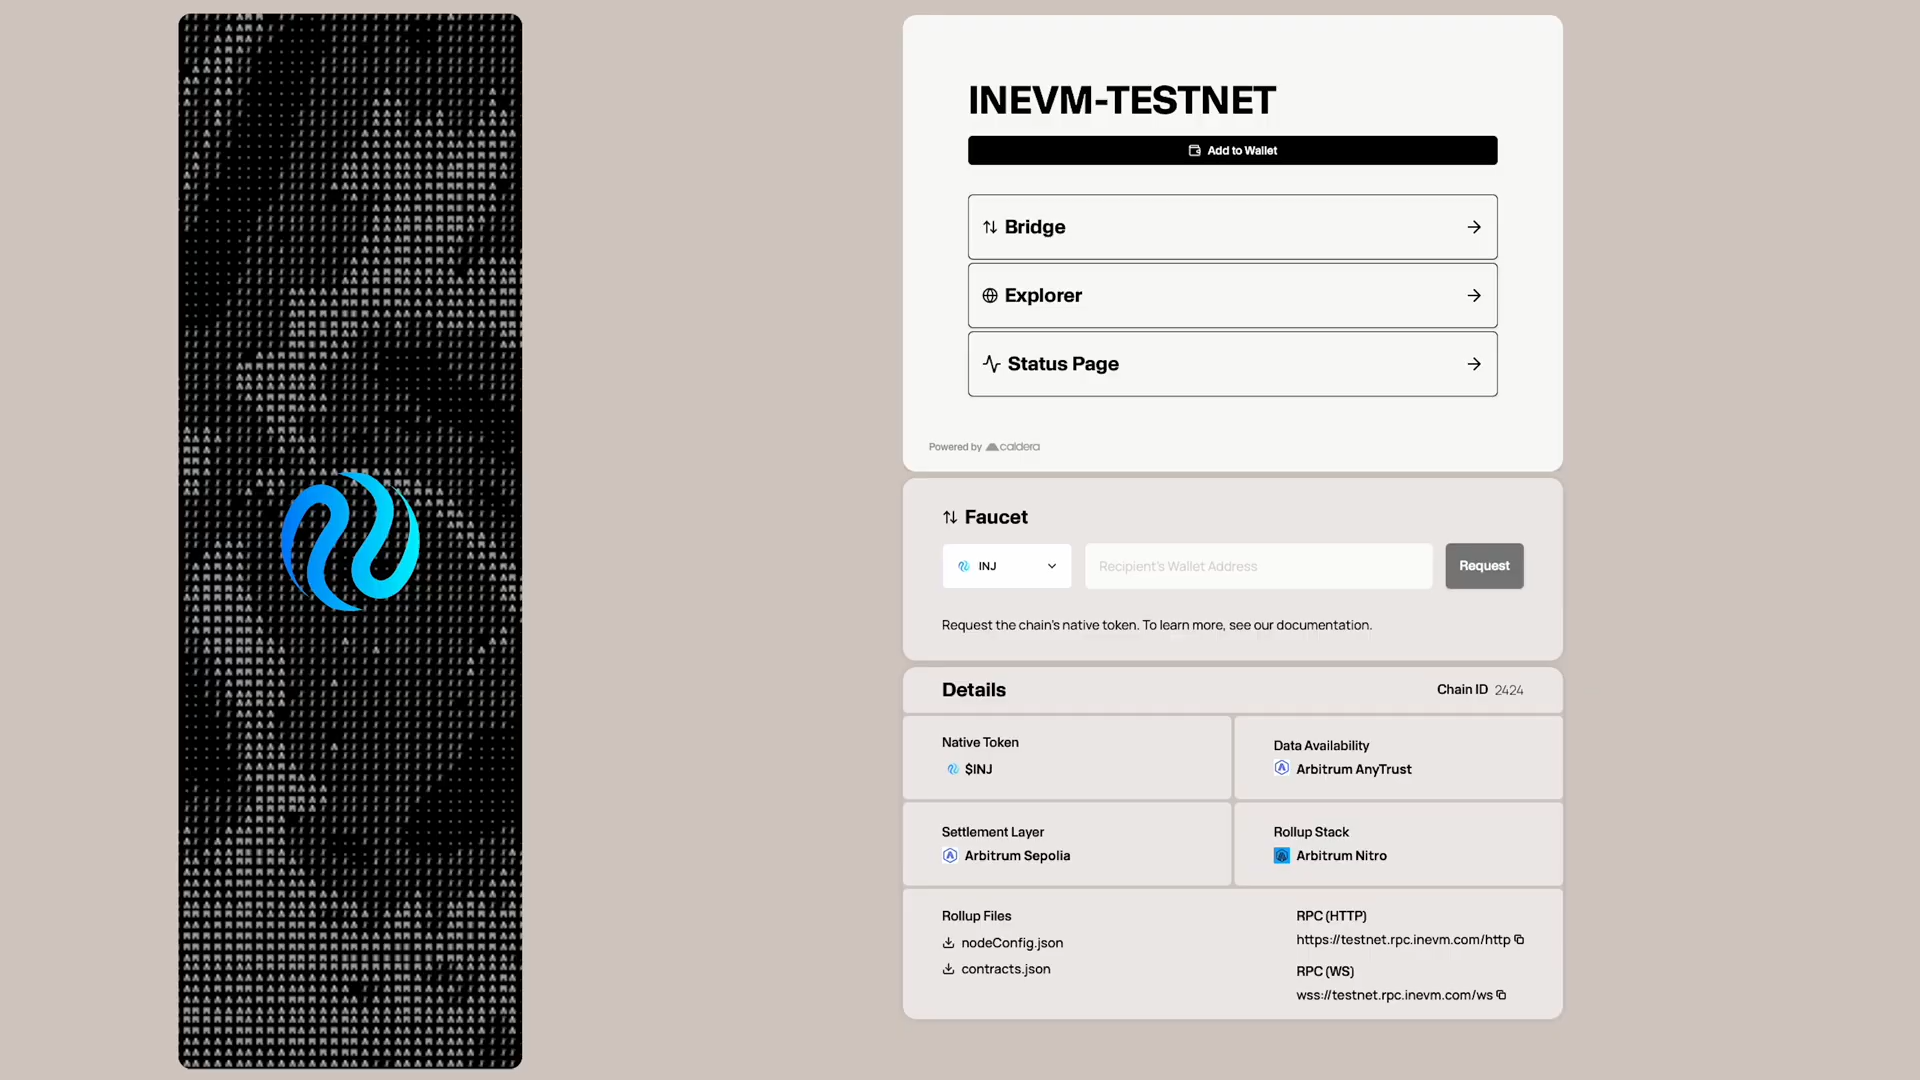 INEVM-TESTNET
Add to Wallet
Bridge
Explorer
Status Page
Powered by caldera
Faucet
INJ
Recipient's Wallet Address
Request
Request the chain's native token. To learn more, see our documentation.
Details
Chain ID 2424
Native Token
$INJ
Data Availability
Arbitrum AnyTrust
Settlement Layer
Arbitrum Sepolia
Rollup Stack
Arbitrum Nitro
Rollup Files
nodeConfig.json
contracts.json
RPC (HTTP)
https://testnet.rpc.inevm.com/http
RPC (WS)
wss://testnet.rpc.inevm.com/ws